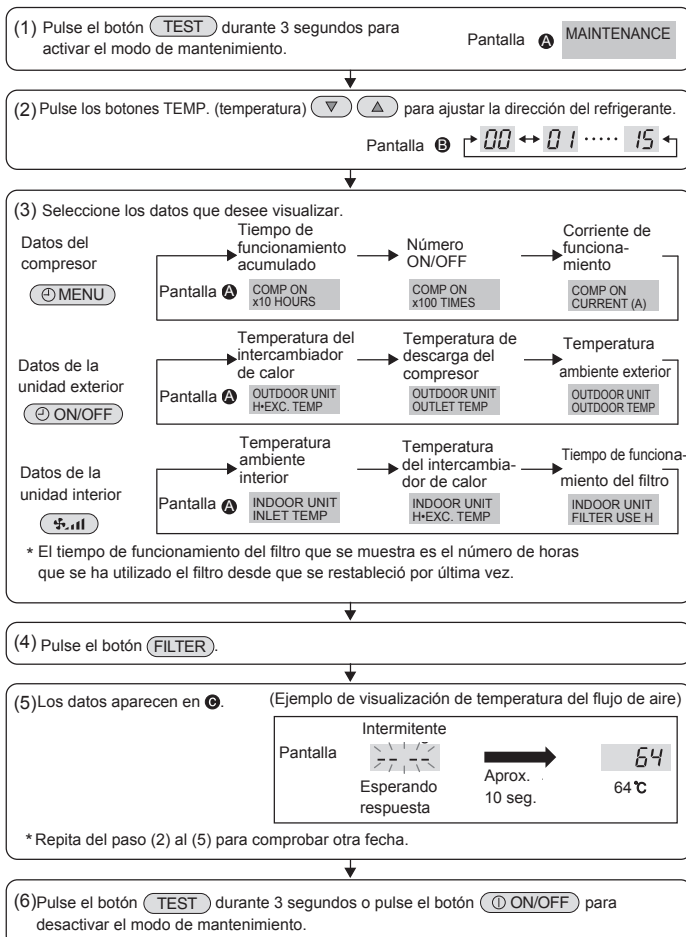 (1) Pulse el botón TEST durante 3 segundos para
activar el modo de mantenimiento.
Pantalla A MAINTENANCE
(2) Pulse los botones TEMP. (temperatura) ▽ △ para ajustar la dirección del refrigerante.
Pantalla B 00 ↔ 01 ····· 15
(3) Seleccione los datos que desee visualizar.
Datos del
compresor
MENU
Pantalla A
Tiempo de
funcionamiento
acumulado
COMP ON
x10 HOURS
Número
ON/OFF
COMP ON
x100 TIMES
Corriente de
funciona-
miento
COMP ON
CURRENT (A)
Datos de la
unidad exterior
ON/OFF
Pantalla A
Temperatura del
intercambiador
de calor
OUTDOOR UNIT
H•EXC. TEMP
Temperatura de
descarga del
compresor
OUTDOOR UNIT
OUTLET TEMP
Temperatura
ambiente exterior
OUTDOOR UNIT
OUTDOOR TEMP
Datos de la
unidad interior
Pantalla A
Temperatura
ambiente
interior
INDOOR UNIT
INLET TEMP
Temperatura
del intercambia-
dor de calor
INDOOR UNIT
H•EXC. TEMP
Tiempo de funciona-
miento del filtro
INDOOR UNIT
FILTER USE H
* El tiempo de funcionamiento del filtro que se muestra es el número de horas
que se ha utilizado el filtro desde que se restableció por última vez.
(4) Pulse el botón FILTER.
(5)Los datos aparecen en C.
(Ejemplo de visualización de temperatura del flujo de aire)
Pantalla
Intermitente
-- --
Esperando
respuesta
Aprox.
10 seg.
64
64℃
* Repita del paso (2) al (5) para comprobar otra fecha.
(6)Pulse el botón TEST durante 3 segundos o pulse el botón ON/OFF para
desactivar el modo de mantenimiento.